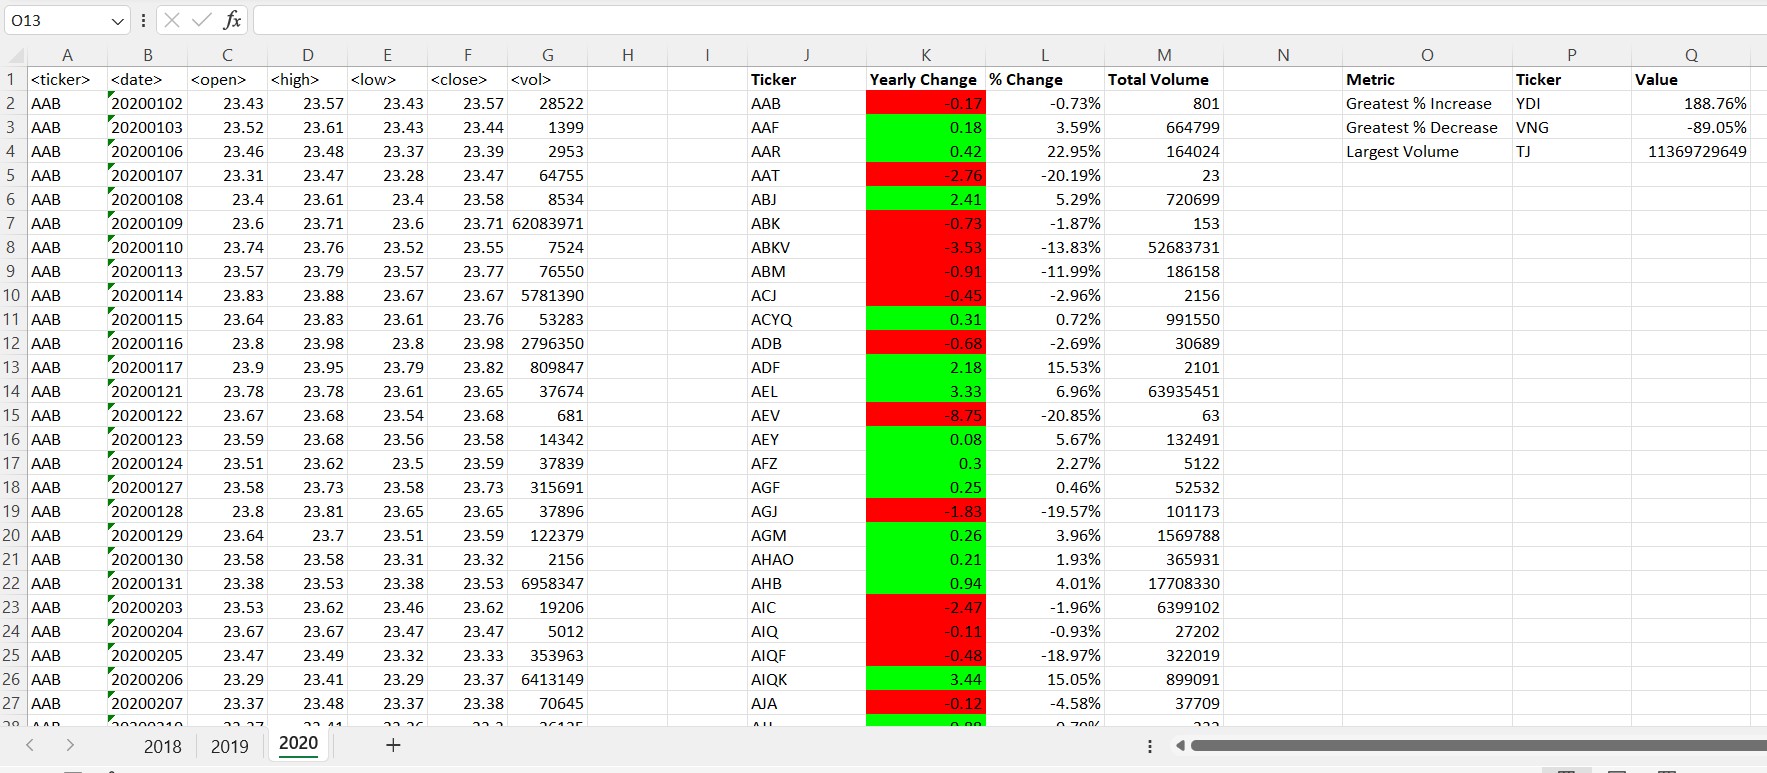 O13 fx
A B C D E F G H I J K L M N O P Q
1 <ticker> <date> <open> <high> <low> <close> <vol> Ticker Yearly Change % Change Total Volume Metric Ticker Value
2 AAB 20200102 23.43 23.57 23.43 23.57 28522 AAB -0.17 -0.73% 801 Greatest % Increase YDI 188.76%
3 AAB 20200103 23.52 23.61 23.43 23.44 1399 AAF 0.18 3.59% 664799 Greatest % Decrease VNG -89.05%
4 AAB 20200106 23.46 23.48 23.37 23.39 2953 AAR 0.42 22.95% 164024 Largest Volume TJ 11369729649
5 AAB 20200107 23.31 23.47 23.28 23.47 64755 AAT -2.76 -20.19% 23
6 AAB 20200108 23.4 23.61 23.4 23.58 8534 ABJ 2.41 5.29% 720699
7 AAB 20200109 23.6 23.71 23.6 23.71 62083971 ABK -0.73 -1.87% 153
8 AAB 20200110 23.74 23.76 23.52 23.55 7524 ABKV -3.53 -13.83% 52683731
9 AAB 20200113 23.57 23.79 23.57 23.77 76550 ABM -0.91 -11.99% 186158
10 AAB 20200114 23.83 23.88 23.67 23.67 5781390 ACJ -0.45 -2.96% 2156
11 AAB 20200115 23.64 23.83 23.61 23.76 53283 ACYQ 0.31 0.72% 991550
12 AAB 20200116 23.8 23.98 23.8 23.98 2796350 ADB -0.68 -2.69% 30689
13 AAB 20200117 23.9 23.95 23.79 23.82 809847 ADF 2.18 15.53% 2101
14 AAB 20200121 23.78 23.78 23.61 23.65 37674 AEL 3.33 6.96% 63935451
15 AAB 20200122 23.67 23.68 23.54 23.68 681 AEV -8.75 -20.85% 63
16 AAB 20200123 23.59 23.68 23.56 23.58 14342 AEY 0.08 5.67% 132491
17 AAB 20200124 23.51 23.62 23.5 23.59 37839 AFZ 0.3 2.27% 5122
18 AAB 20200127 23.58 23.73 23.58 23.73 315691 AGF 0.25 0.46% 52532
19 AAB 20200128 23.8 23.81 23.65 23.65 37896 AGJ -1.83 -19.57% 101173
20 AAB 20200129 23.64 23.7 23.51 23.59 122379 AGM 0.26 3.96% 1569788
21 AAB 20200130 23.58 23.58 23.31 23.32 2156 AHAO 0.21 1.93% 365931
22 AAB 20200131 23.38 23.53 23.38 23.53 6958347 AHB 0.94 4.01% 17708330
23 AAB 20200203 23.53 23.62 23.46 23.62 19206 AIC -2.47 -1.96% 6399102
24 AAB 20200204 23.67 23.67 23.47 23.47 5012 AIQ -0.11 -0.93% 27202
25 AAB 20200205 23.47 23.49 23.32 23.33 353963 AIQF -0.48 -18.97% 322019
26 AAB 20200206 23.29 23.41 23.29 23.37 6413149 AIQK 3.44 15.05% 899091
27 AAB 20200207 23.37 23.48 23.37 23.38 70645 AJA -0.12 -4.58% 37709
2018 2019 2020